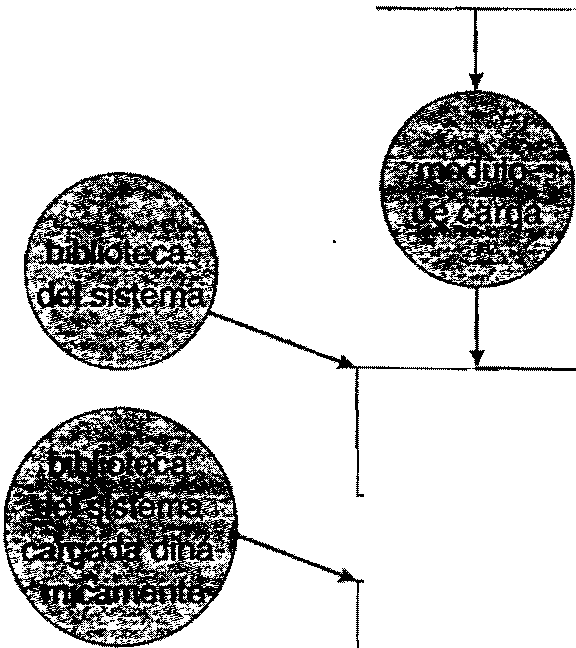 módulo
de carga
biblioteca
del sistema
biblioteca
del sistema
cargada diná
micamente